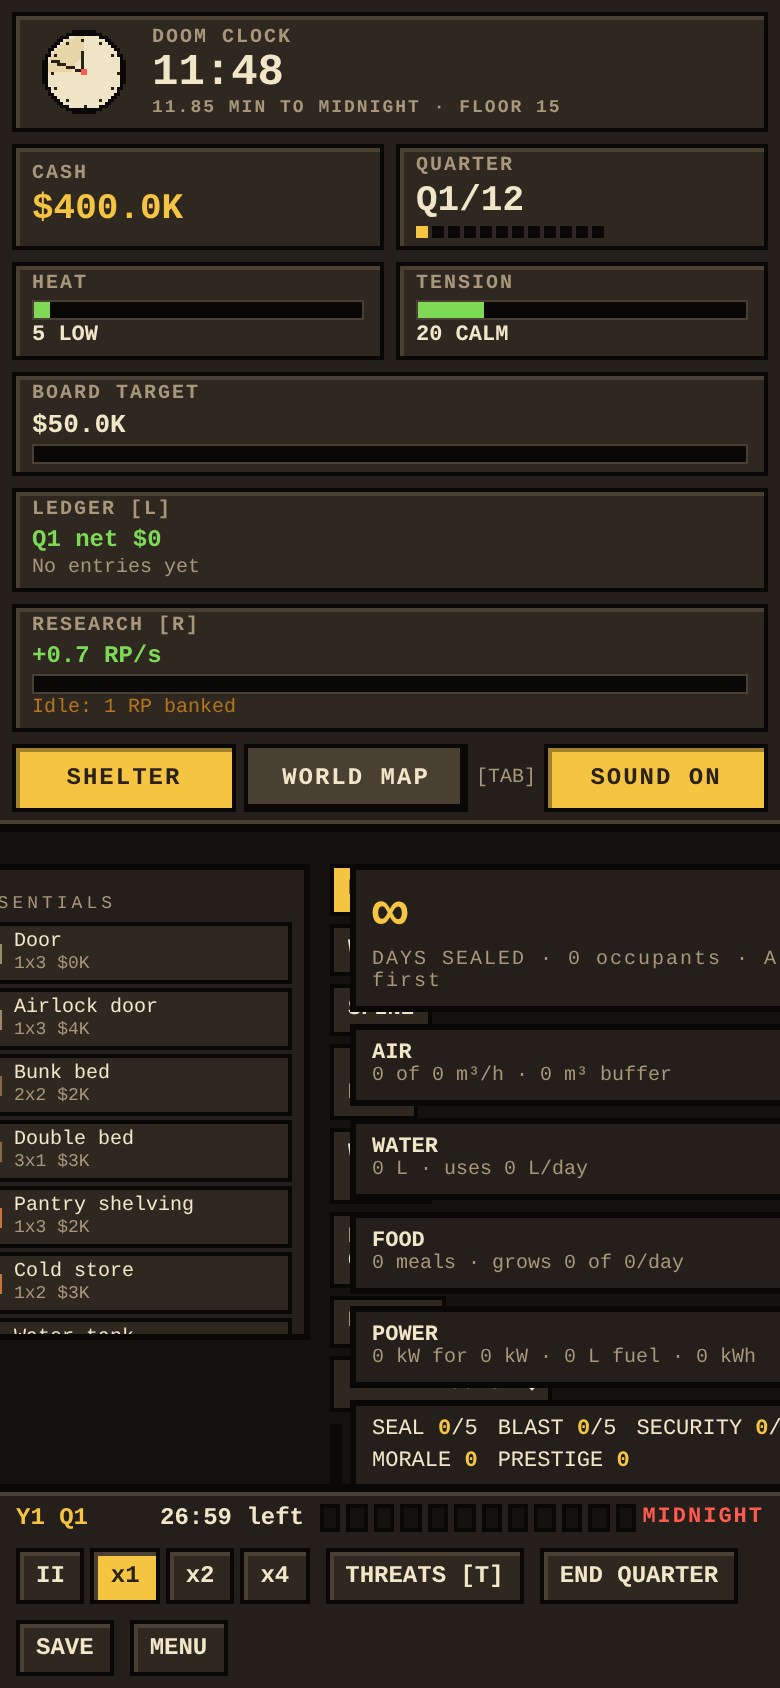 DOOM CLOCK
11:48
11.85 MIN TO MIDNIGHT · FLOOR 15
CASH
$400.0K
QUARTER
Q1/12
HEAT
5 LOW
TENSION
20 CALM
BOARD TARGET
$50.0K
LEDGER [L]
Q1 net $0
No entries yet
RESEARCH [R]
+0.7 RP/s
Idle: 1 RP banked
SHELTER
WORLD MAP
[TAB]
SOUND ON
SENTIALS
Door
1x3 $0K
Airlock door
1x3 $4K
Bunk bed
2x2 $2K
Double bed
3x1 $3K
Pantry shelving
1x3 $2K
Cold store
1x2 $3K
Water tank
∞
DAYS SEALED · 0 occupants · A
first
AIR
0 of 0 m³/h · 0 m³ buffer
WATER
0 L · uses 0 L/day
FOOD
0 meals · grows 0 of 0/day
POWER
0 kW for 0 kW · 0 L fuel · 0 kWh
SEAL 0/5 BLAST 0/5 SECURITY 0/
MORALE 0 PRESTIGE 0
Y1 Q1
26:59 left
MIDNIGHT
II
x1
x2
x4
THREATS [T]
END QUARTER
SAVE
MENU